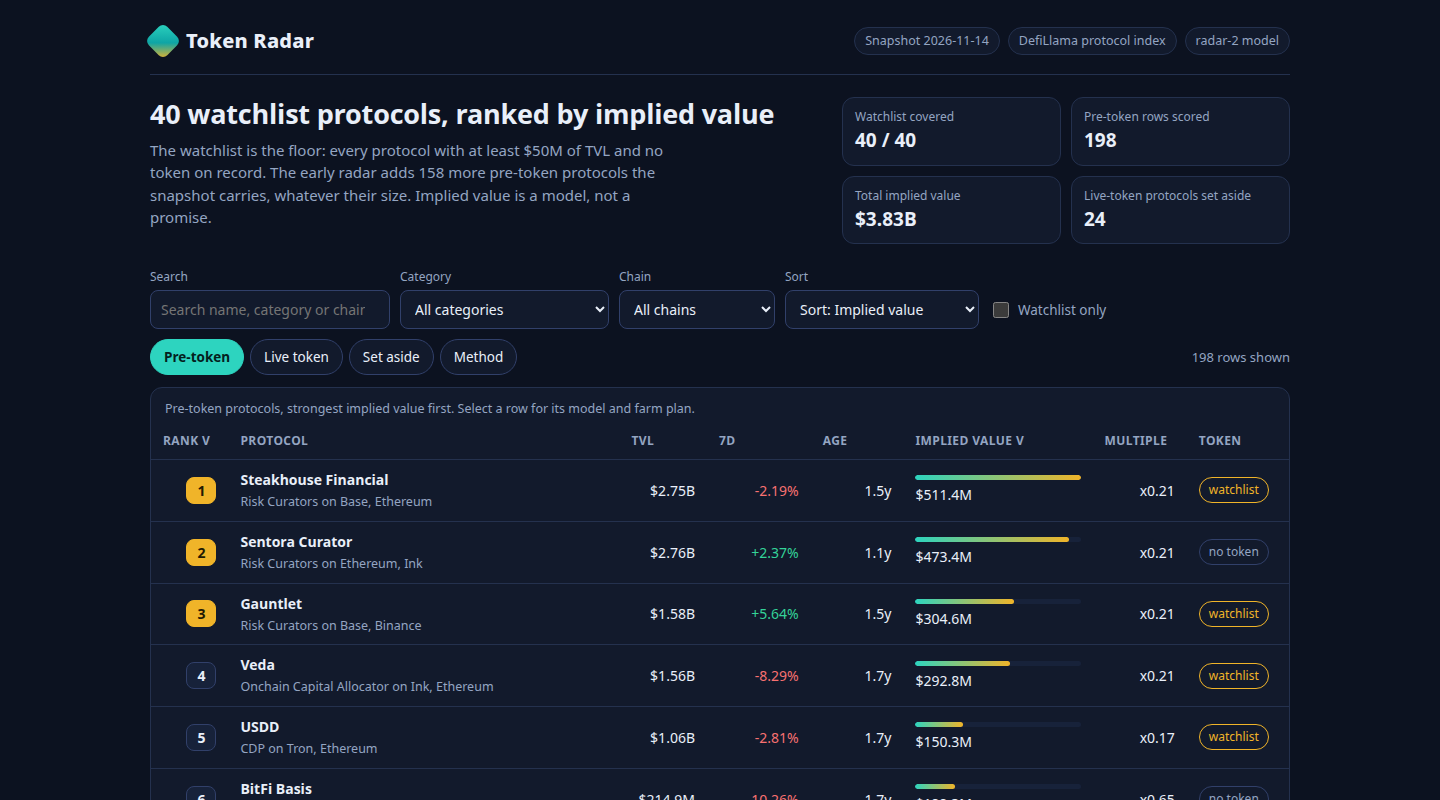 Token Radar
Snapshot 2026-11-14
DefiLlama protocol index
radar-2 model
40 watchlist protocols, ranked by implied value
The watchlist is the floor: every protocol with at least $50M of TVL and no
token on record. The early radar adds 158 more pre-token protocols the
snapshot carries, whatever their size. Implied value is a model, not a
promise.
Watchlist covered
40 / 40
Pre-token rows scored
198
Total implied value
$3.83B
Live-token protocols set aside
24
Search
Category
Chain
Sort
Search name, category or chair
All categories
All chains
Sort: Implied value
Watchlist only
Pre-token
Live token
Set aside
Method
198 rows shown
Pre-token protocols, strongest implied value first. Select a row for its model and farm plan.
RANK V PROTOCOL TVL 7D AGE IMPLIED VALUE V MULTIPLE TOKEN
1 Steakhouse Financial $2.75B -2.19% 1.5y $511.4M x0.21 watchlist
Risk Curators on Base, Ethereum
2 Sentora Curator $2.76B +2.37% 1.1y $473.4M x0.21 no token
Risk Curators on Ethereum, Ink
3 Gauntlet $1.58B +5.64% 1.5y $304.6M x0.21 watchlist
Risk Curators on Base, Binance
4 Veda $1.56B -8.29% 1.7y $292.8M x0.21 watchlist
Onchain Capital Allocator on Ink, Ethereum
5 USDD $1.06B -2.81% 1.7y $150.3M x0.17 watchlist
CDP on Tron, Ethereum
BitFi Basis